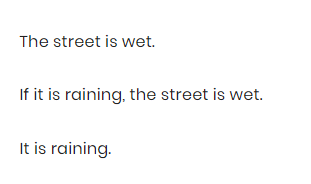 The street is wet.
If it is raining, the street is wet.
It is raining.